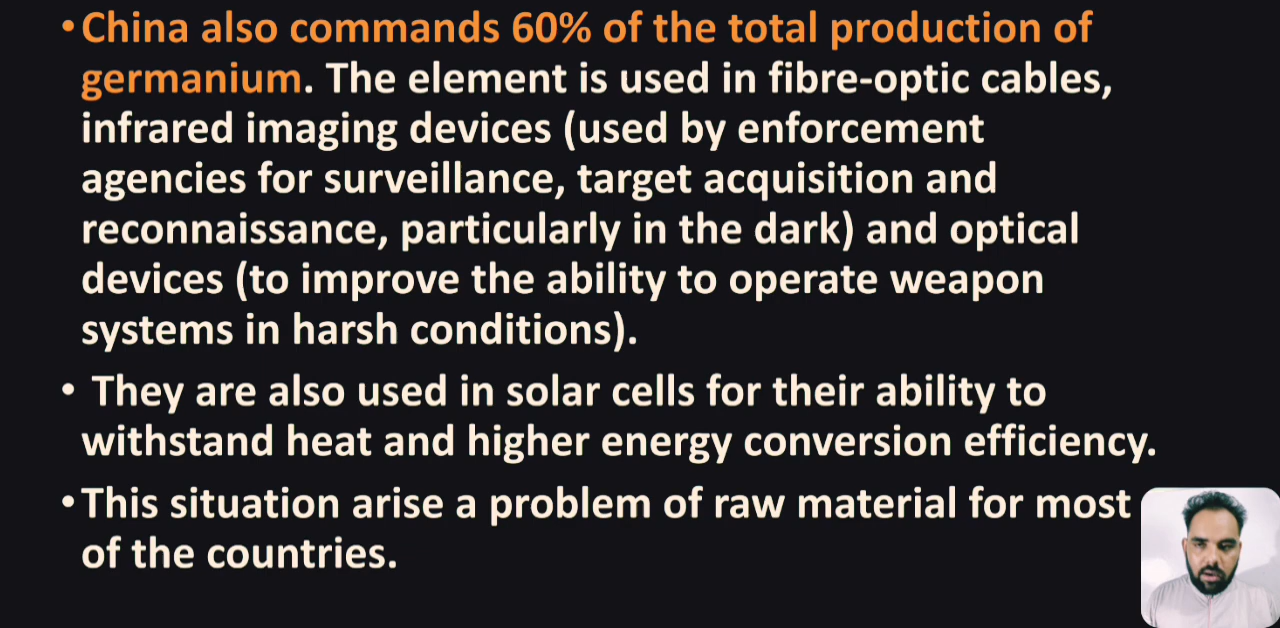 •China also commands 60% of the total production of
germanium. The element is used in fibre-optic cables,
infrared imaging devices (used by enforcement
agencies for surveillance, target acquisition and
reconnaissance, particularly in the dark) and optical
devices (to improve the ability to operate weapon
systems in harsh conditions).
• They are also used in solar cells for their ability to
withstand heat and higher energy conversion efficiency.
•This situation arise a problem of raw material for most
of the countries.